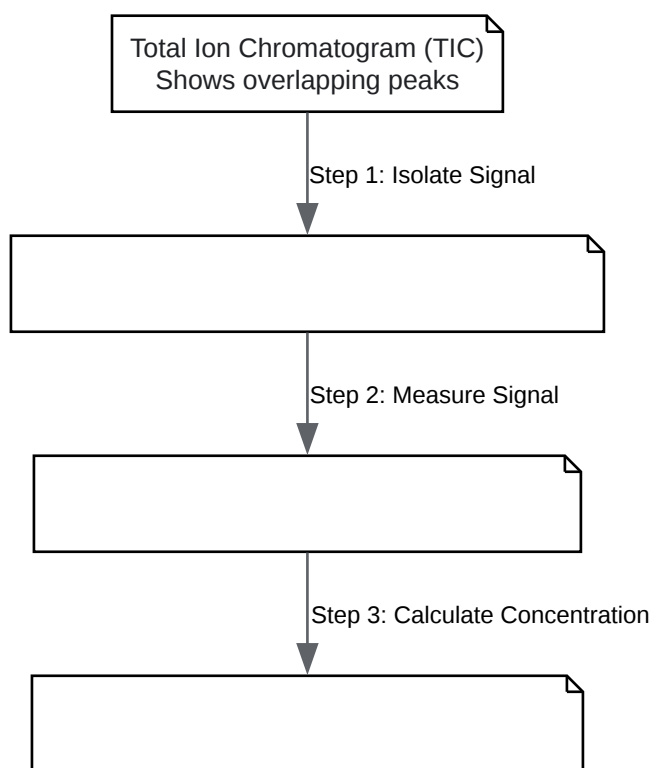 Total Ion Chromatogram (TIC)
Shows overlapping peaks
Step 1: Isolate Signal
Step 2: Measure Signal
Step 3: Calculate Concentration